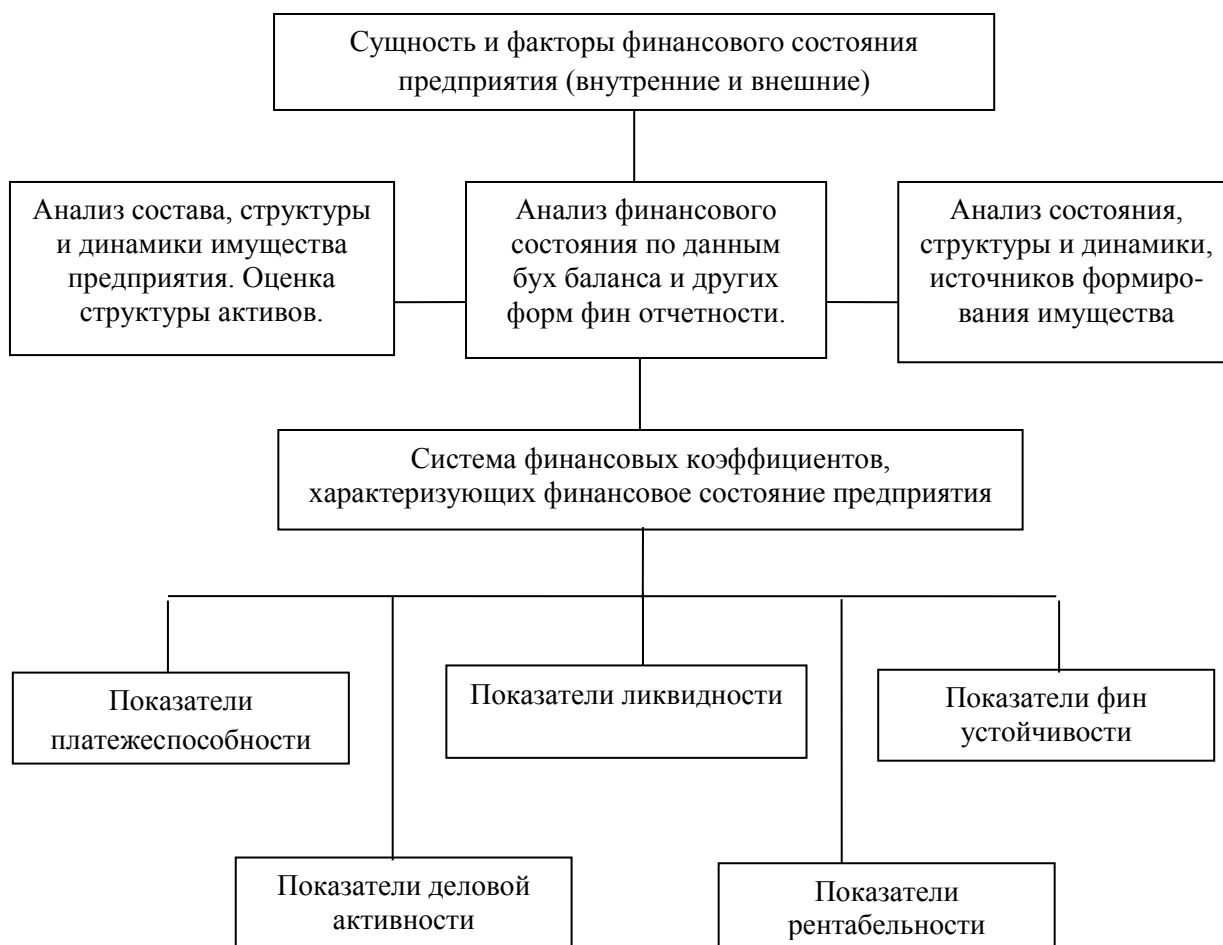 Сущность и факторы финансового состояния
предприятия (внутренние и внешние)
Анализ состава, структуры
и динамики имущества
предприятия. Оценка
структуры активов.
Анализ финансового
состояния по данным
бух баланса и других
форм фин отчетности.
Анализ состояния,
структуры и динамики,
источников формиро-
вания имущества
Система финансовых коэффициентов,
характеризующих финансовое состояние предприятия
Показатели
платежеспособности
Показатели ликвидности
Показатели фин
устойчивости
Показатели деловой
активности
Показатели
рентабельности